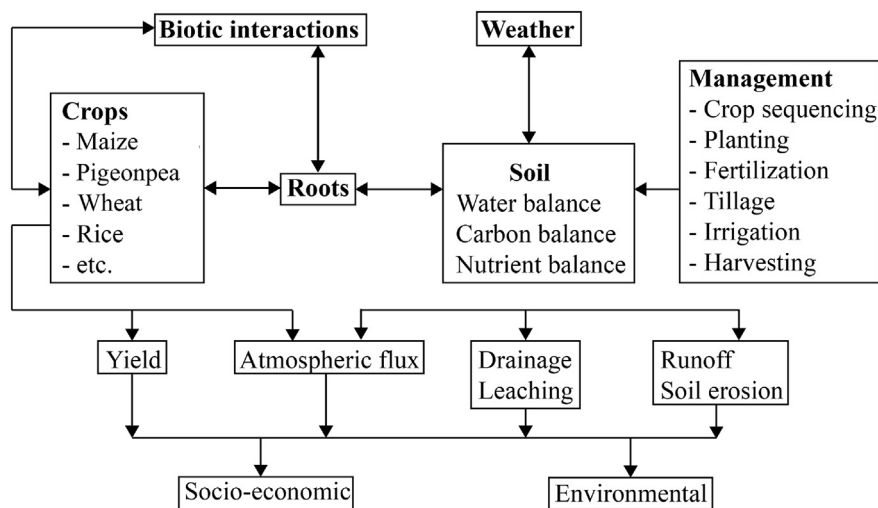 Biotic interactions
Weather
Crops
- Maize
- Pigeonpea
- Wheat
- Rice
- etc.
Roots
Soil
Water balance
Carbon balance
Nutrient balance
Management
- Crop sequencing
- Planting
- Fertilization
- Tillage
- Irrigation
- Harvesting
Yield
Atmospheric flux
Drainage
Leaching
Runoff
Soil erosion
Socio-economic
Environmental